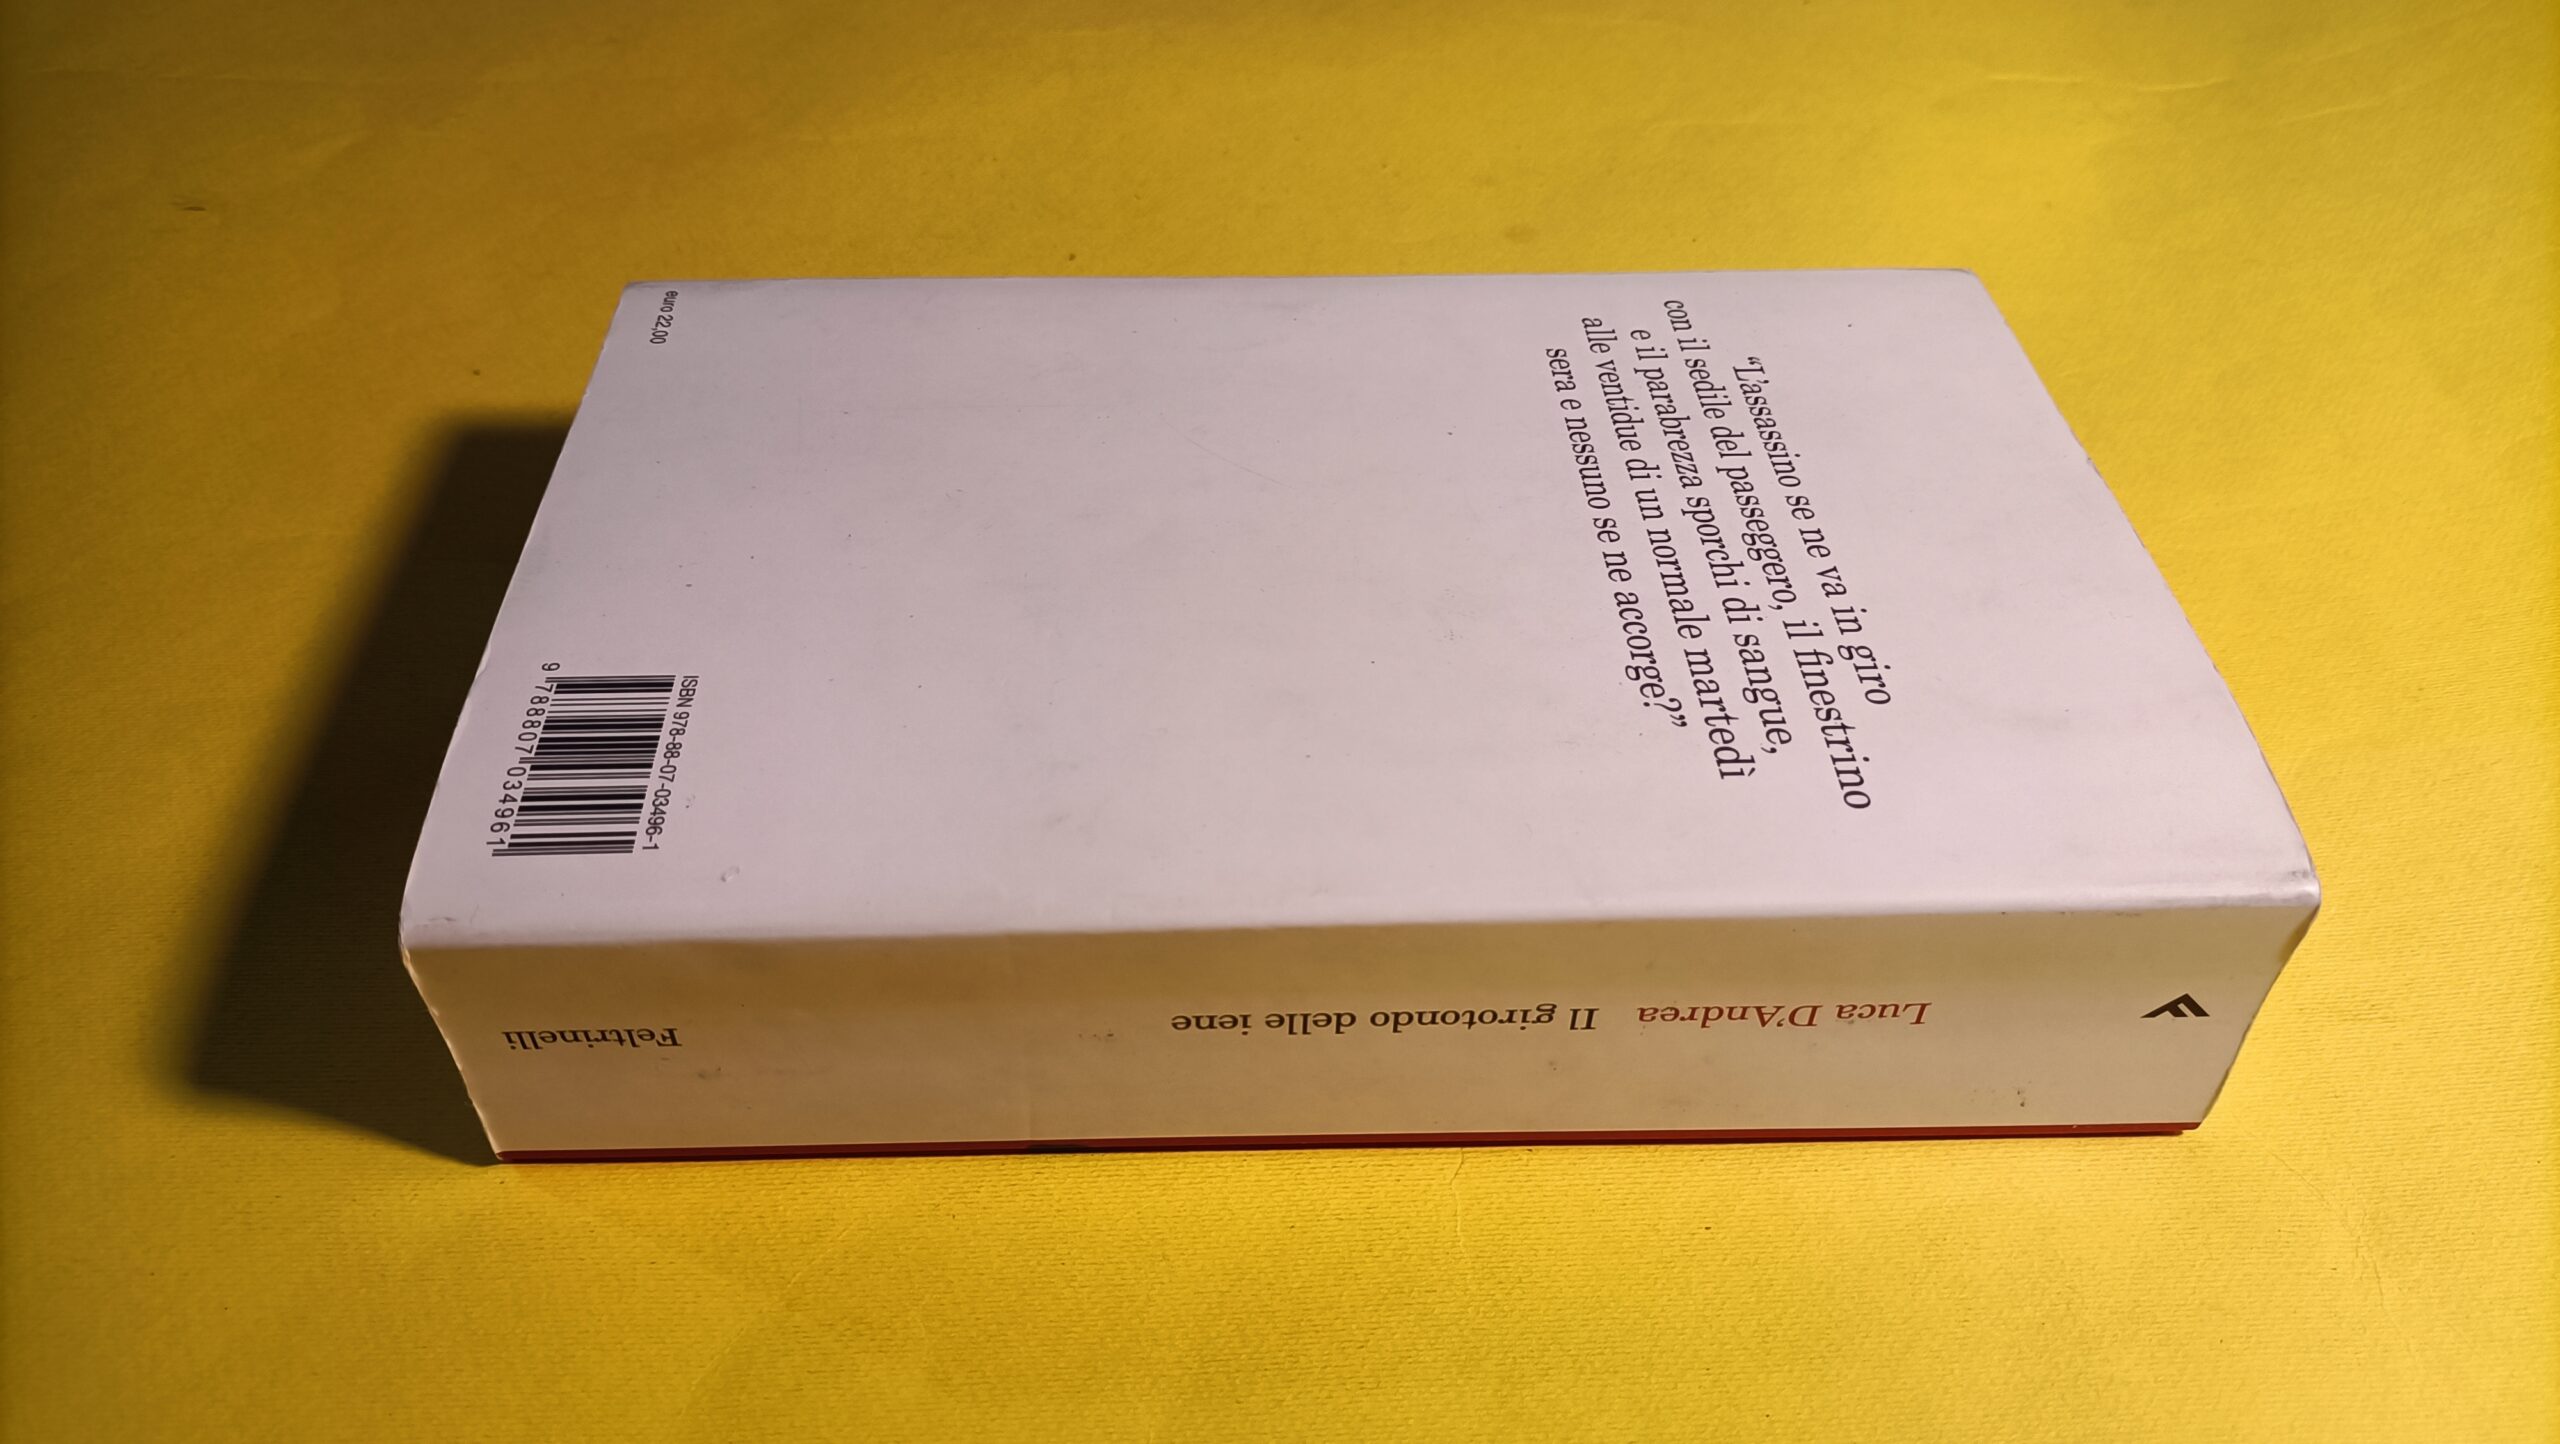 “L’assassino se ne va in giro
con il sedile del passeggero, il finestrino
e il parabrezza sporchi di sangue,
alle ventidue di un normale martedì
sera e nessuno se ne accorge?”
euro 22,00
ISBN 978-88-07-03496-1
9 788807 034961
F
Luca D’Andrea Il girotondo delle iene
Feltrinelli